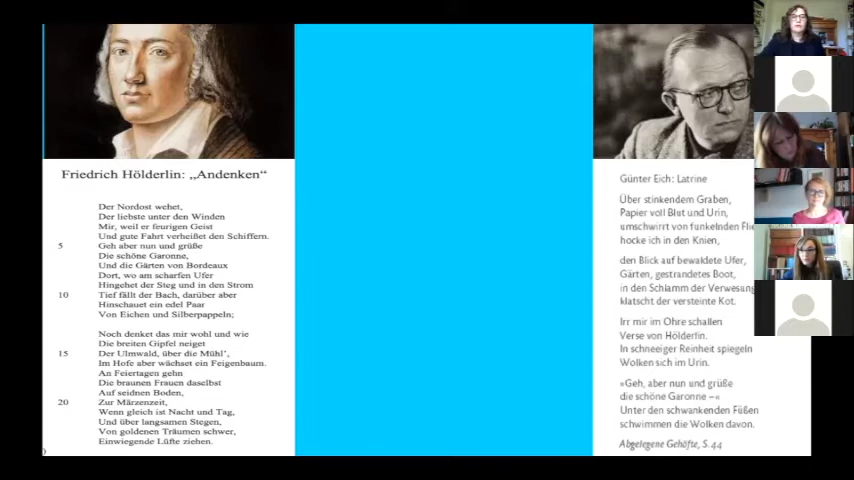 Friedrich Hölderlin: „Andenken“
Der Nordost wehet,
Der liebste unter den Winden
Mir, weil er feurigen Geist
Und gute Fahrt verheißet den Schiffern.
5 Geh aber nun und grüße
Die schöne Garonne,
Und die Gärten von Bordeaux
Dort, wo am scharfen Ufer
Hingehet der Steg und in den Strom
10 Tief fällt der Bach, darüber aber
Hinschauet ein edel Paar
Von Eichen und Silberpappeln;
Noch denket das mir wohl und wie
Die breiten Gipfel neiget
15 Der Ulmwald, über die Mühl’,
Im Hofe aber wächset ein Feigenbaum.
An Feiertagen gehn
Die braunen Frauen daselbst
Auf seidnen Boden,
20 Zur Märzenzeit,
Wenn gleich ist Nacht und Tag,
Und über langsamen Stegen,
Von goldenen Träumen schwer,
Einwiegende Lüfte ziehen.
Günter Eich: Latrine
Über stinkendem Graben,
Papier voll Blut und Urin,
umschwirrt von funkelnden Flie
hocke ich in den Knien,
den Blick auf bewaldete Ufer,
Gärten, gestrandetes Boot,
in den Schlamm der Verwesung
klatscht der versteinte Kot.
Irr mir im Ohre schallen
Verse von Hölderlin.
In schneeiger Reinheit spiegeln
Wolken sich im Urin.
»Geh, aber nun und grüße
die schöne Garonne –«
Unter den schwankenden Füßen
schwimmen die Wolken davon.
Abgelegene Gehöfte, S. 44